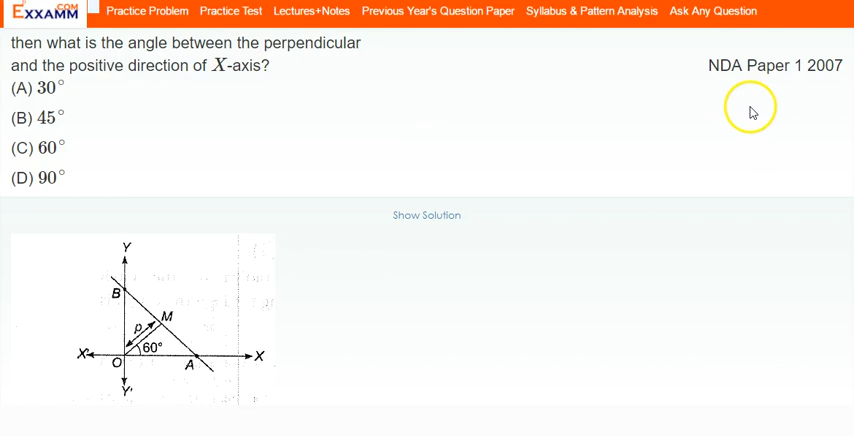 EXXAMM.COM Practice Problem Practice Test Lectures+Notes Previous Year's Question Paper Syllabus & Pattern Analysis Ask Any Question
then what is the angle between the perpendicular
and the positive direction of X-axis? NDA Paper 1 2007
(A) 30°
(B) 45°
(C) 60°
(D) 90°
Show Solution
Y
B
M
p
60°
X' X
O A
Y'